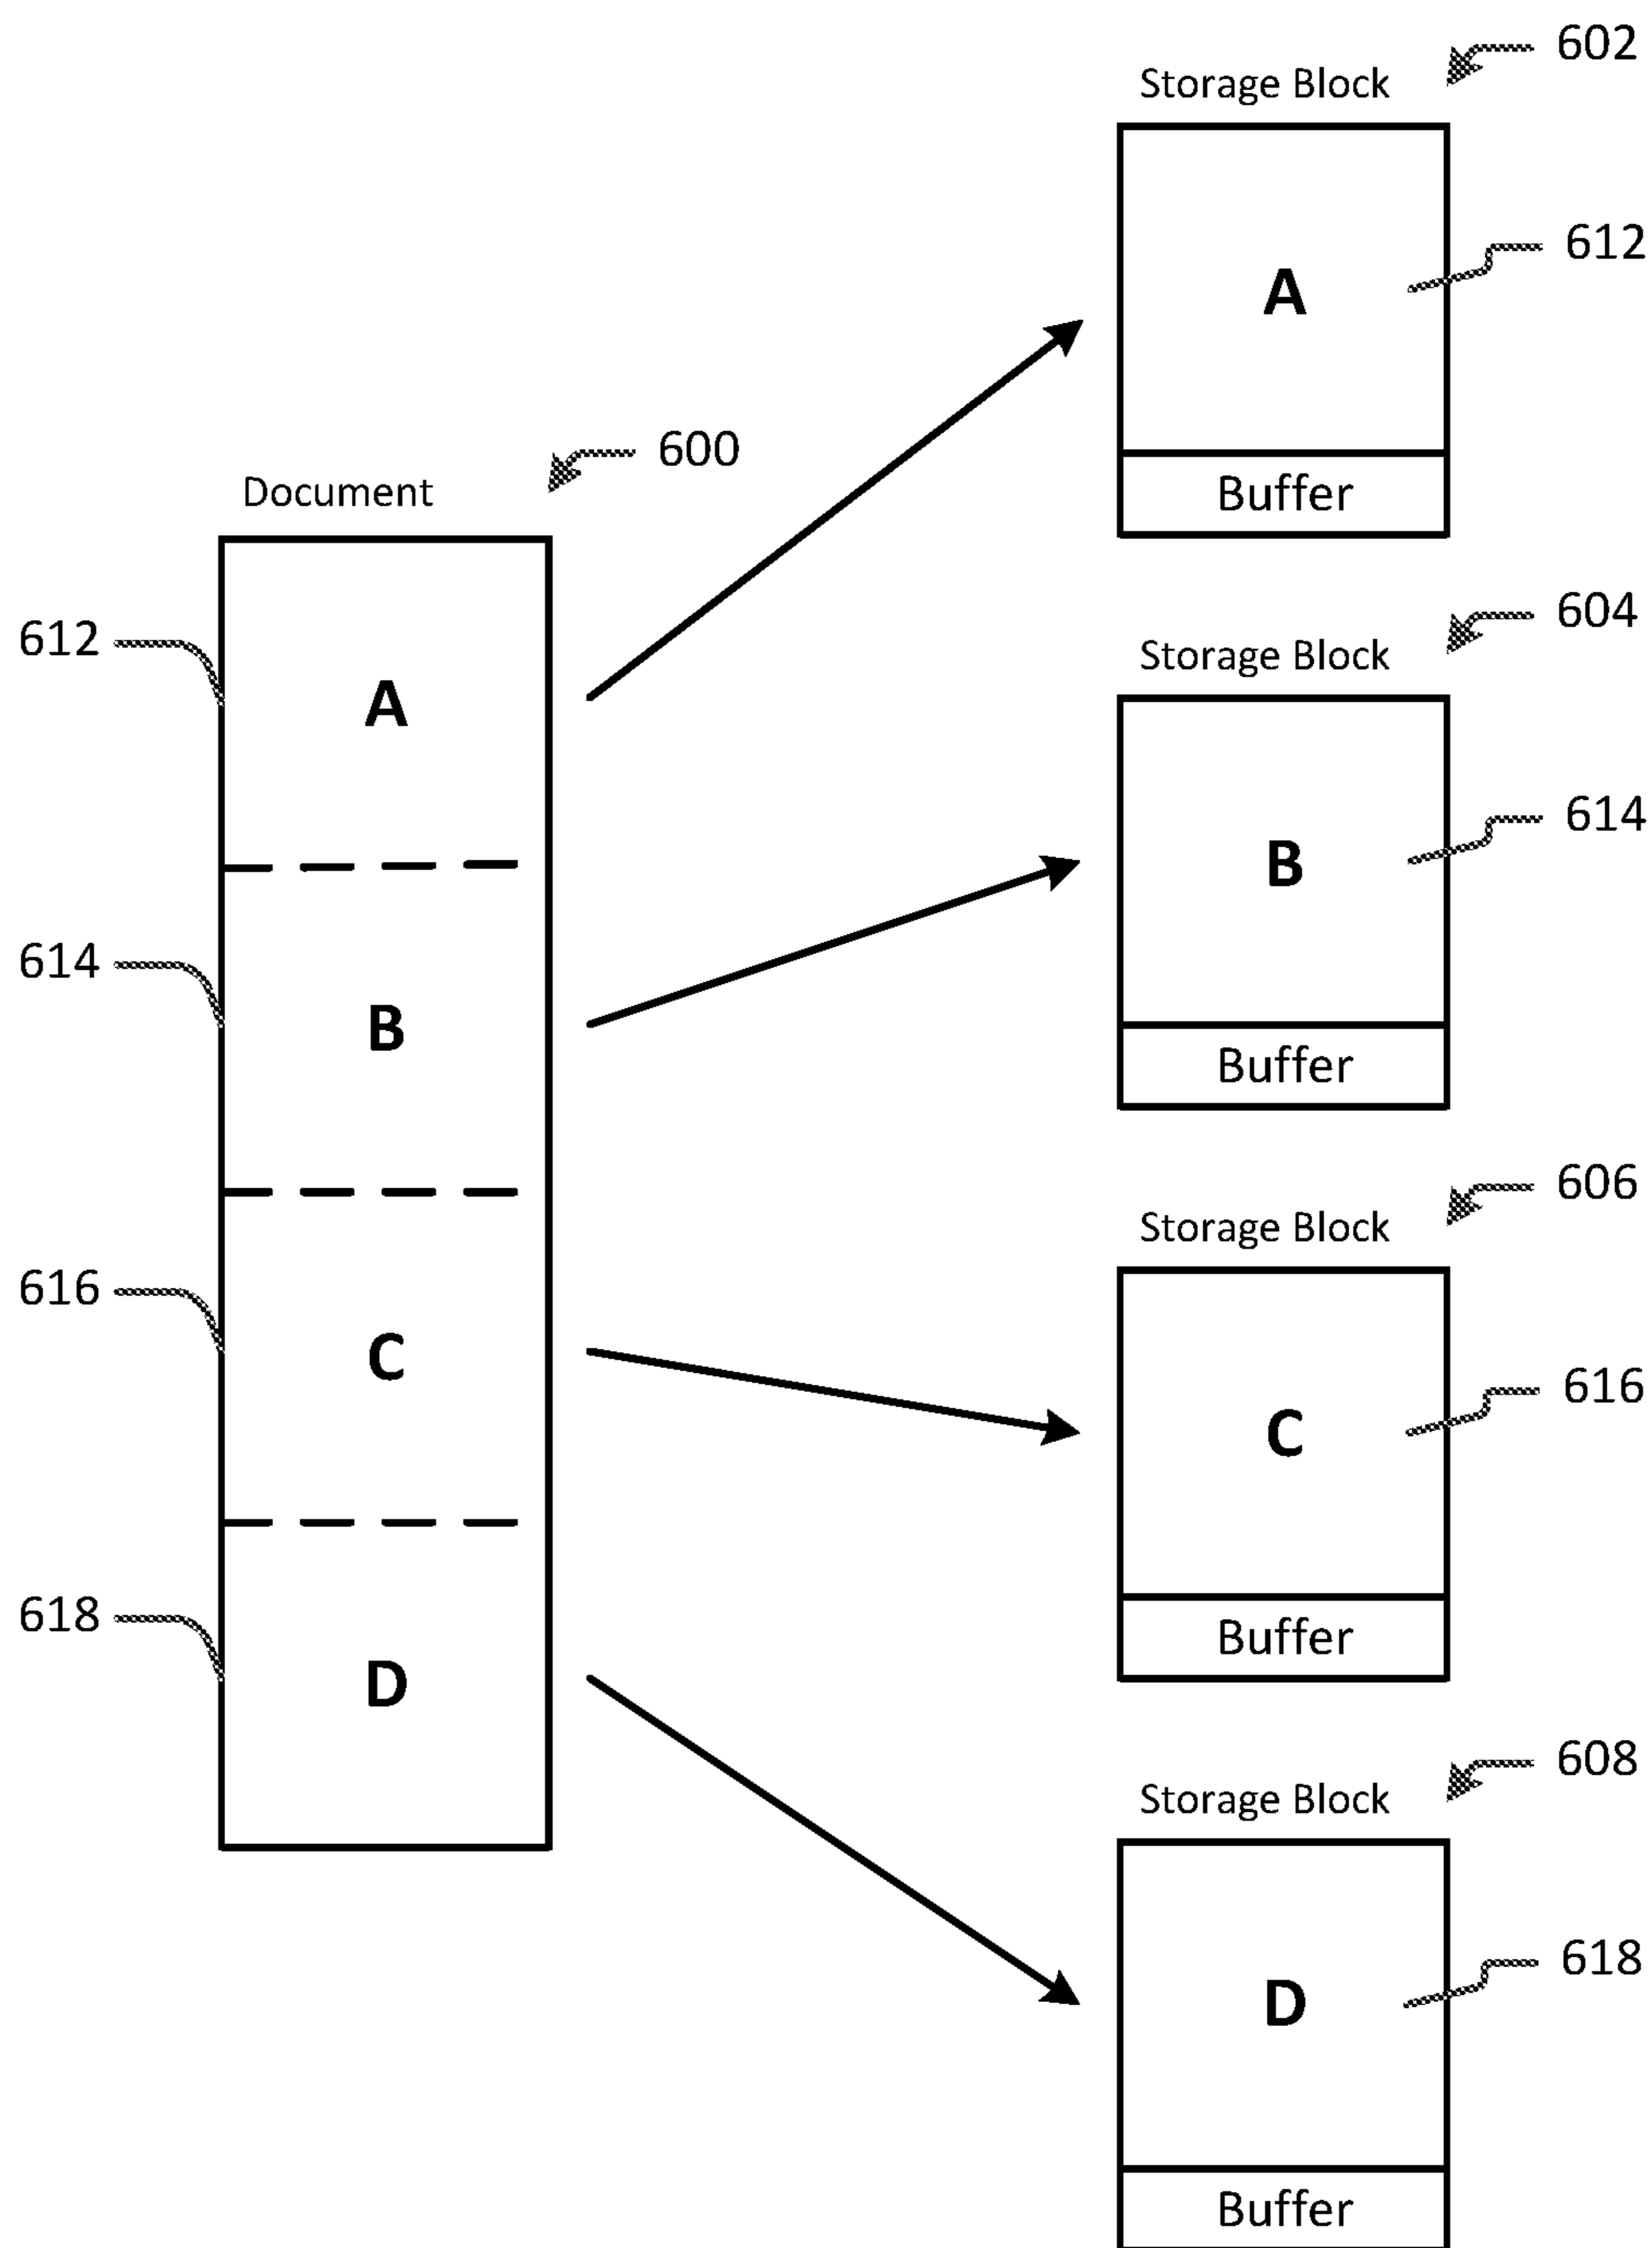 602
Storage Block
612
A
Buffer
600
Document
612
A
614
B
616
C
618
D
604
Storage Block
614
B
Buffer
606
Storage Block
616
C
Buffer
608
Storage Block
618
D
Buffer